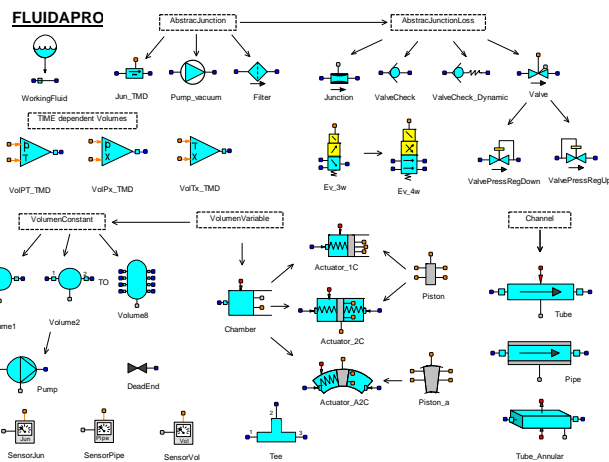 FLUIDAPRO
AbstracJunction
AbstracJunctionLoss
WorkingFluid
Jun_TMD
Pump_vacuum
Filter
Junction
ValveCheck
ValveCheck_Dynamic
Valve
TIME dependent Volumes
P
T
P
X
T
X
VolPT_TMD
VolPx_TMD
VolTx_TMD
Ev_3w
Ev_4w
ValvePressRegDown
ValvePressRegUp
VolumenConstant
VolumenVariable
Channel
Actuator_1C
Piston
1
2
TO
ume1
Volume2
Volume8
Chamber
Actuator_2C
Tube
Pump
DeadEnd
Actuator_A2C
Piston_a
Pipe
Jun
Pipe
Vol
SensorJun
SensorPipe
SensorVol
2
1
3
Tee
Tube_Annular